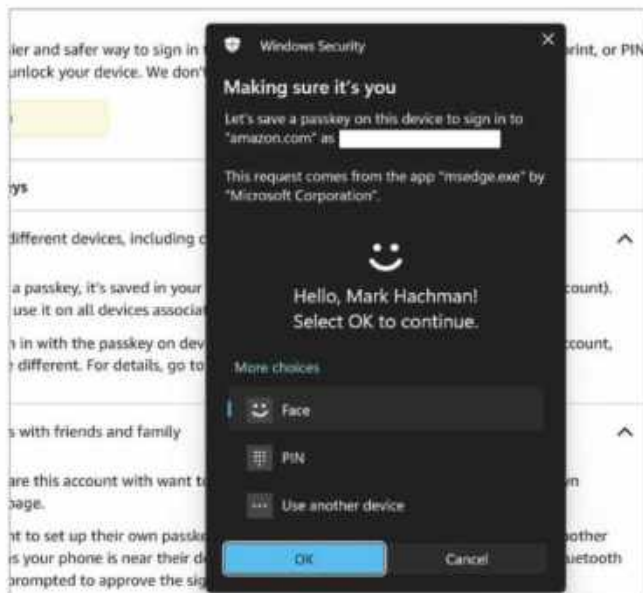 ier and safer way to sign in
rint, or PIN
unlock your device. We don't
Windows Security
Making sure it's you
Let's save a passkey on this device to sign in to
"amazon.com" as
This request comes from the app "msedge.exe" by
"Microsoft Corporation".
Hello, Mark Hachman!
Select OK to continue.
More choices
Face
PIN
Use another device
OK
Cancel
ys
different devices, including
a passkey, it's saved in your
count).
use it on all devices associat
n in with the passkey on dev
ccount,
different. For details, go to
s with friends and family
are this account with want to
wn
page.
nt to set up their own passke
other
s your phone is near their de
uetooth
prompted to approve the sig